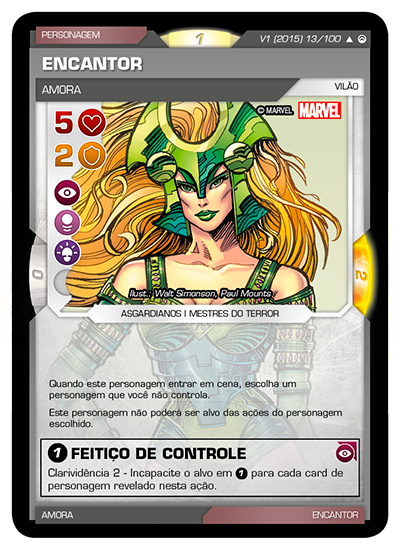 PERSONAGEM
1
V1 (2015) 13/100
ENCANTOR
AMORA
VILÃO
5
© MARVEL MARVEL
2
0
2
Ilust.: Walt Simonson, Paul Mounts
ASGARDIANOS | MESTRES DO TERROR
Quando este personagem entrar em cena, escolha um
personagem que você não controla.
Este personagem não poderá ser alvo das ações do personagem
escolhido.
1 FEITIÇO DE CONTROLE
Clarividência 2 - Incapacite o alvo em 1 para cada card de
personagem revelado nesta ação.
AMORA
ENCANTOR